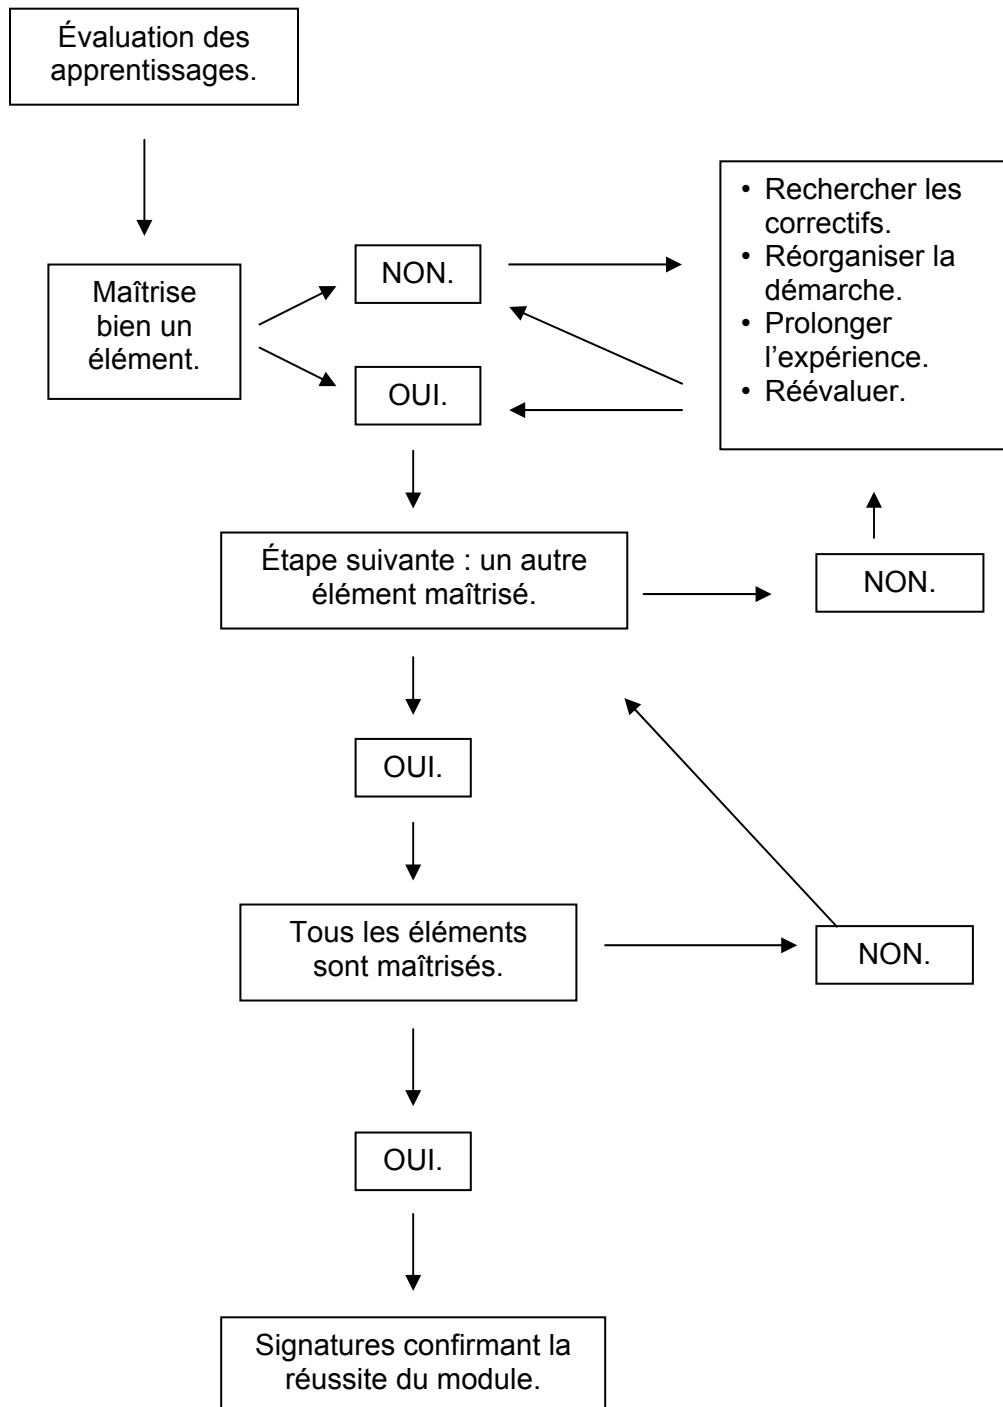 Évaluation des
apprentissages.
• Rechercher les
correctifs.
• Réorganiser la
démarche.
• Prolonger
l’expérience.
• Réévaluer.
Maîtrise
bien un
élément.
NON.
OUI.
Étape suivante : un autre
élément maîtrisé.
NON.
OUI.
Tous les éléments
sont maîtrisés.
NON.
OUI.
Signatures confirmant la
réussite du module.